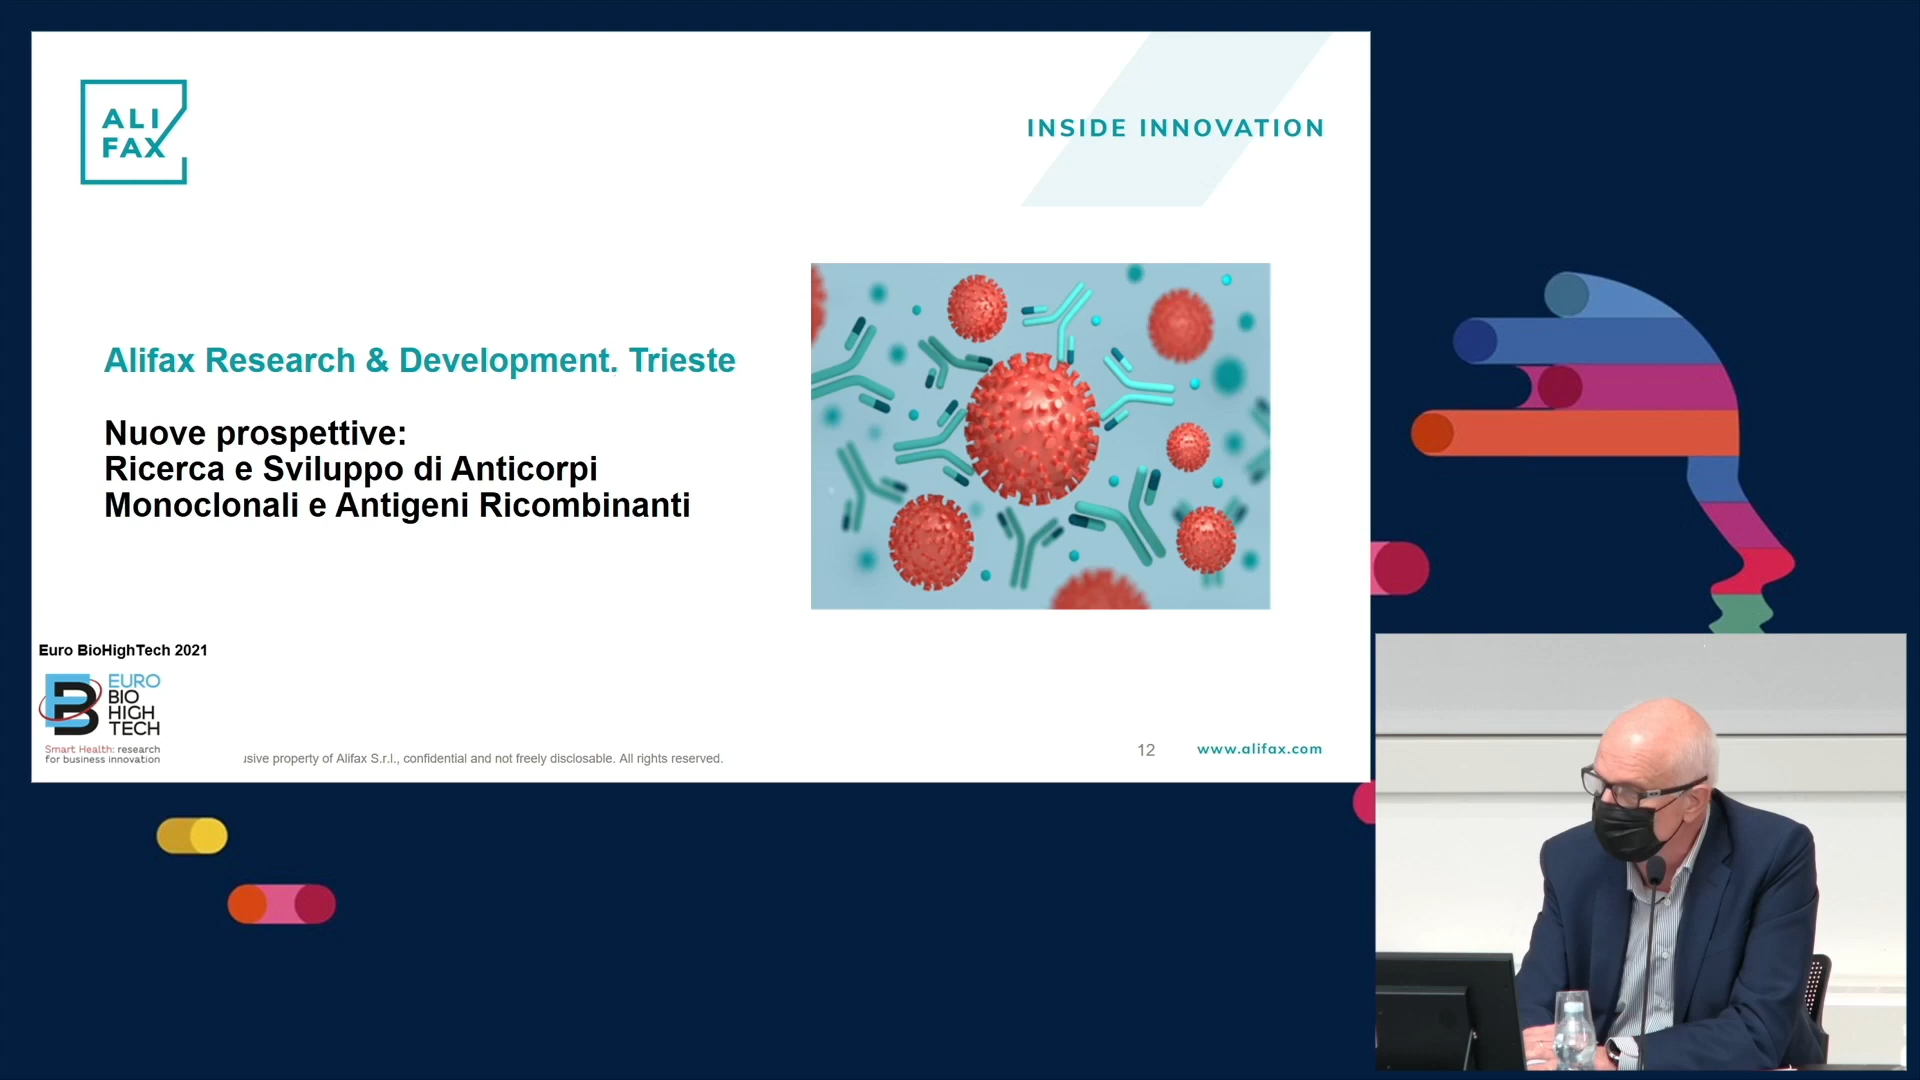 ALI
FAX
INSIDE INNOVATION
Alifax Research & Development. Trieste
Nuove prospettive:
Ricerca e Sviluppo di Anticorpi
Monoclonali e Antigeni Ricombinanti
Euro BioHighTech 2021
EURO
BIO
HIGH
TECH
Smart Health: research
for business innovation
property of Alifax S.r.l., confidential and not freely disclosable. All rights reserved.
12
www.alifax.com